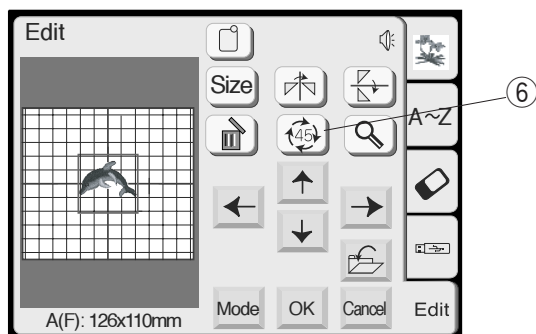 Edit
Size
45
⑥
A~Z
A(F): 126x110mm
Mode
OK
Cancel
Edit